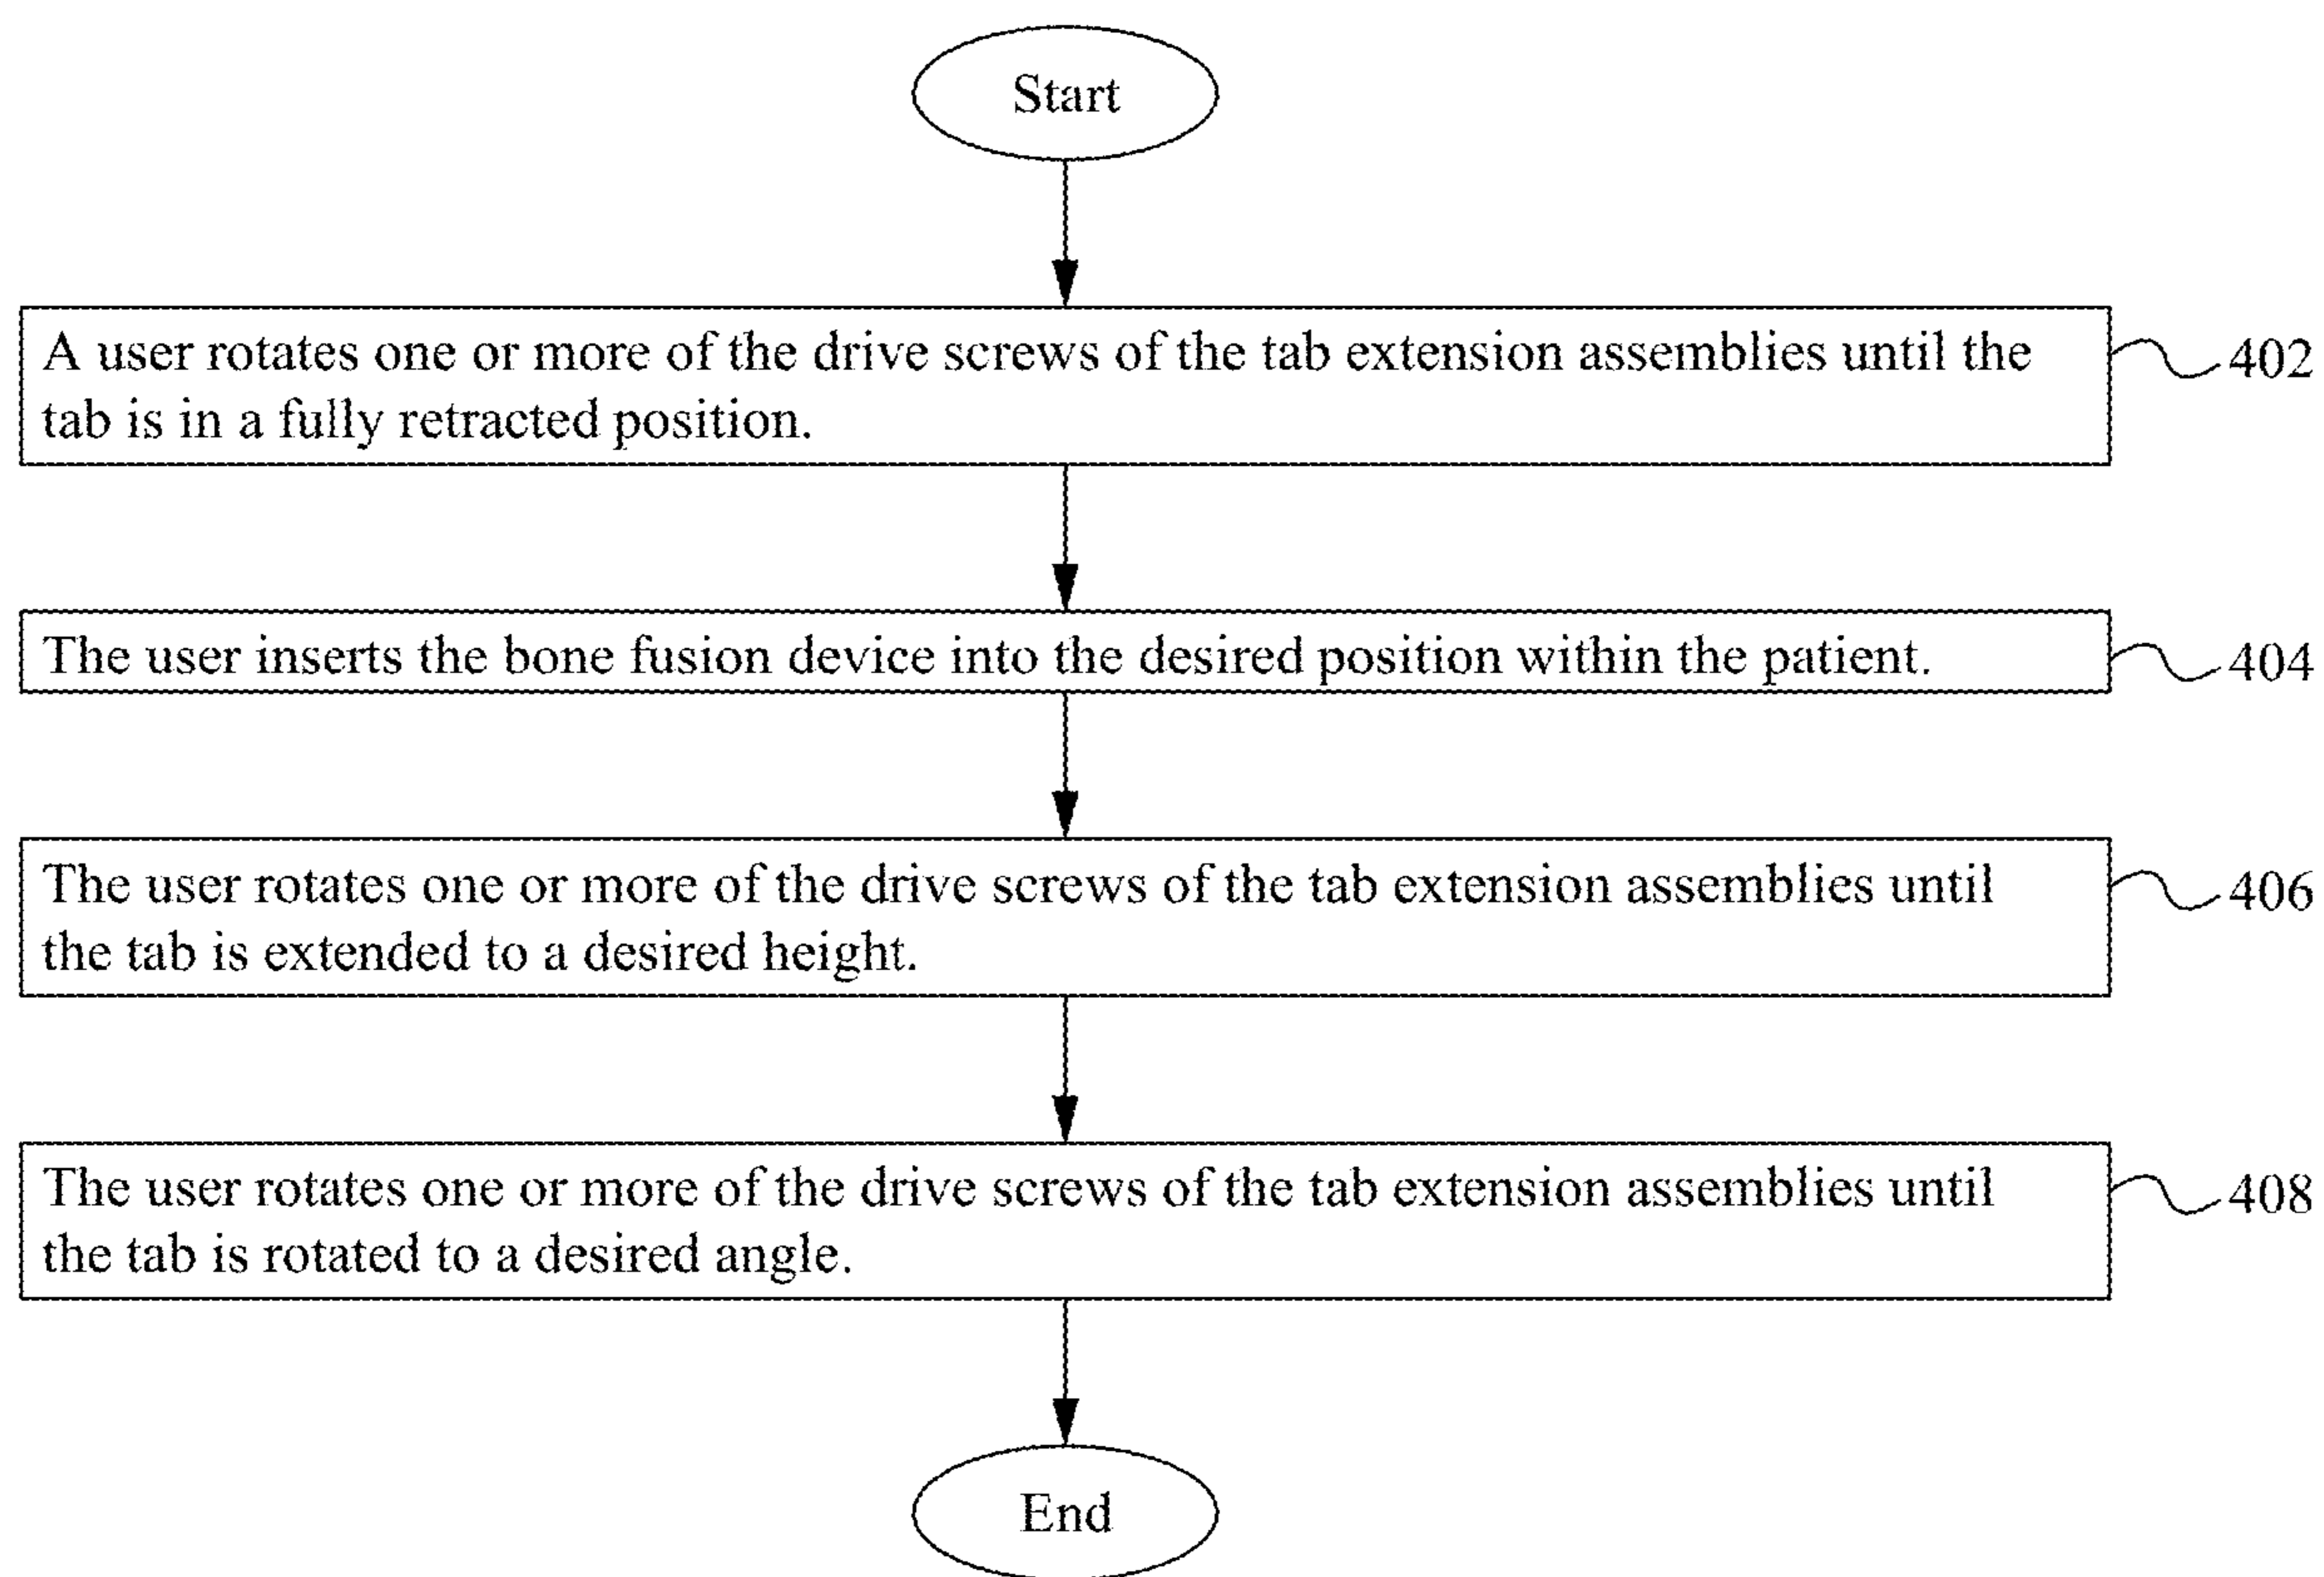 Start
A user rotates one or more of the drive screws of the tab extension assemblies until the
tab is in a fully retracted position.
402
The user inserts the bone fusion device into the desired position within the patient.
404
The user rotates one or more of the drive screws of the tab extension assemblies until
the tab is extended to a desired height.
406
The user rotates one or more of the drive screws of the tab extension assemblies until
the tab is rotated to a desired angle.
408
End